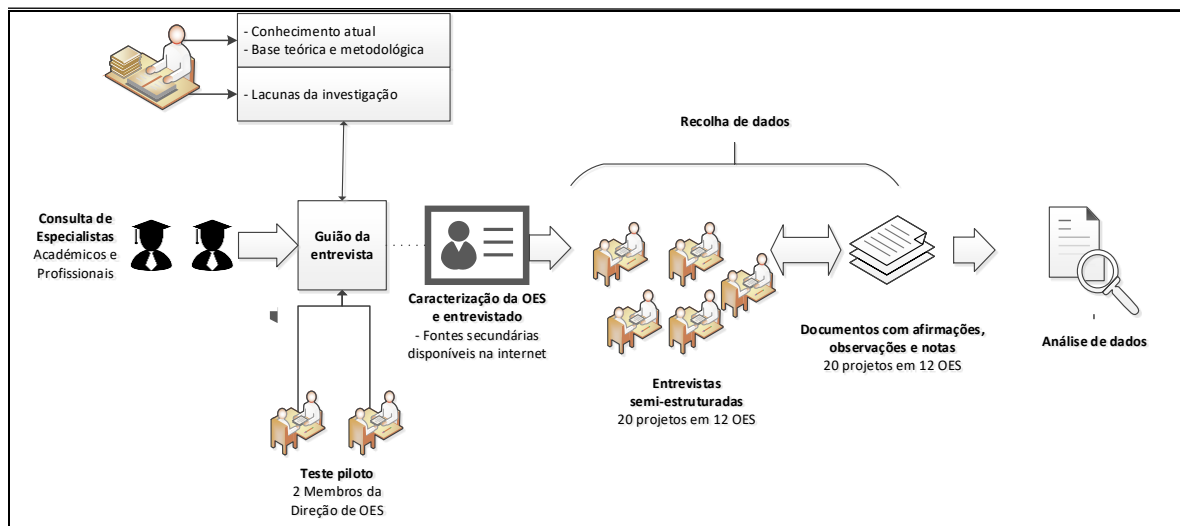 - Conhecimento atual
- Base teórica e metodológica
- Lacunas da investigação
Recolha de dados
Consulta de
Especialistas
Académicos e
Profissionais
Guião da
entrevista
Caracterização da OES
e entrevistado
- Fontes secundárias
disponíveis na internet
Entrevistas
semi-estruturadas
20 projetos em 12 OES
Documentos com afirmações,
observações e notas
20 projetos em 12 OES
Análise de dados
Teste piloto
2 Membros da
Direção de OES